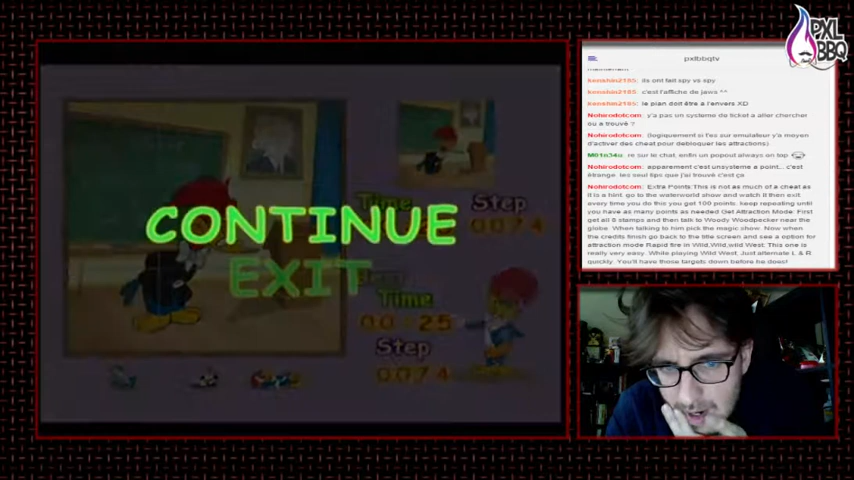 PXL
BBQ
pxlbbqtv
kenshin2185: ils ont fait spy vs spy
kenshin2185: c'est l'affiche de jaws ^^
kenshin2185: le plan doit être a l'envers XD
Nohirodotcom: y'a pas un systeme de ticket a aller chercher
ou a trouvé ?
Nohirodotcom: (logiquement si t'es sur emulateur y'a moyen
d'activer des cheat pour debloquer les attractions)
re sur le chat, enfin un popout always on top
Nohirodotcom: apparement c'est unsysteme a point... c'est
étrange. les seul tips que j'ai trouvé c'est ça
Nohirodotcom: Extra Points:This is not as much of a cheat as
it is a hint. go to the waterworld show and watch it then exit.
every time you do this you get 100 points. keep repeating until
you have as many points as needed Get Attraction Mode: First
get all 8 stamps and then talk to Woody Woodpecker near the
globe. When talking to him pick the magic show. Now when
the credits finish go back to the title screen and see a option for
attraction mode Rapid fire in Wild,Wild,wild West: This one is
really very easy. While playing Wild West, Just alternate L & R
quickly. You'll have those targets down before he does!
Time
Step
0074
CONTINUE
EXIT
Time
00:25
Step
0074